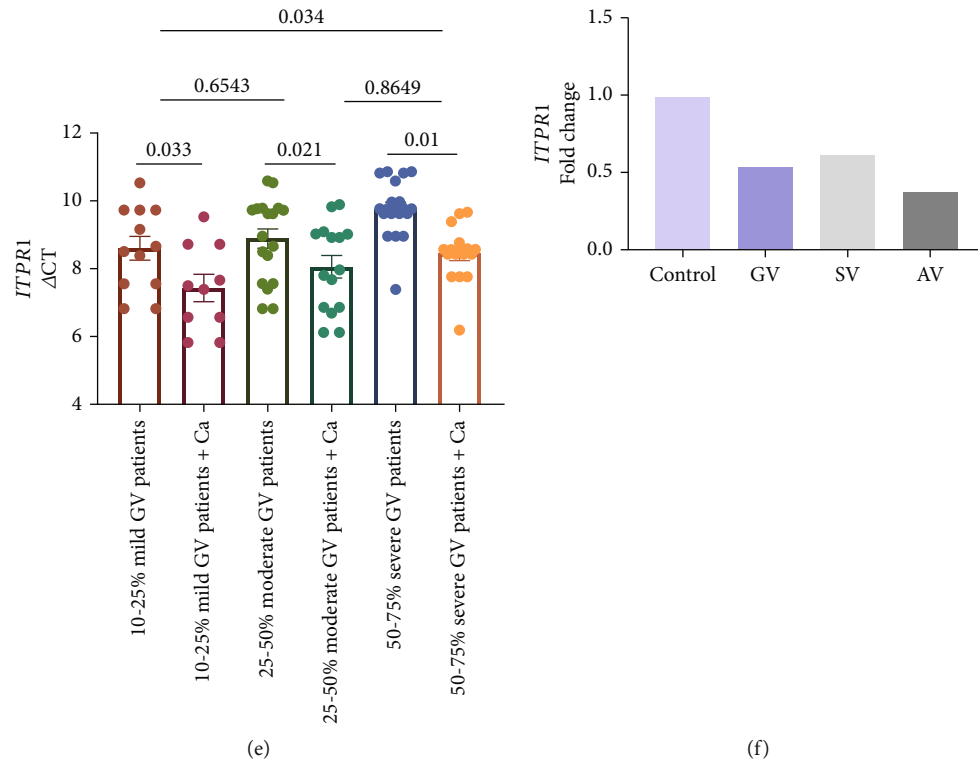 0.034
0.6543
0.8649
0.033
0.021
0.01
ITPR1
ΔCT
12
10
8
6
4
10-25% mild GV patients
10-25% mild GV patients + Ca
25-50% moderate GV patients
25-50% moderate GV patients + Ca
50-75% severe GV patients
50-75% severe GV patients + Ca
(e)
ITPR1
Fold change
1.5
1.0
0.5
0.0
Control
GV
SV
AV
(f)